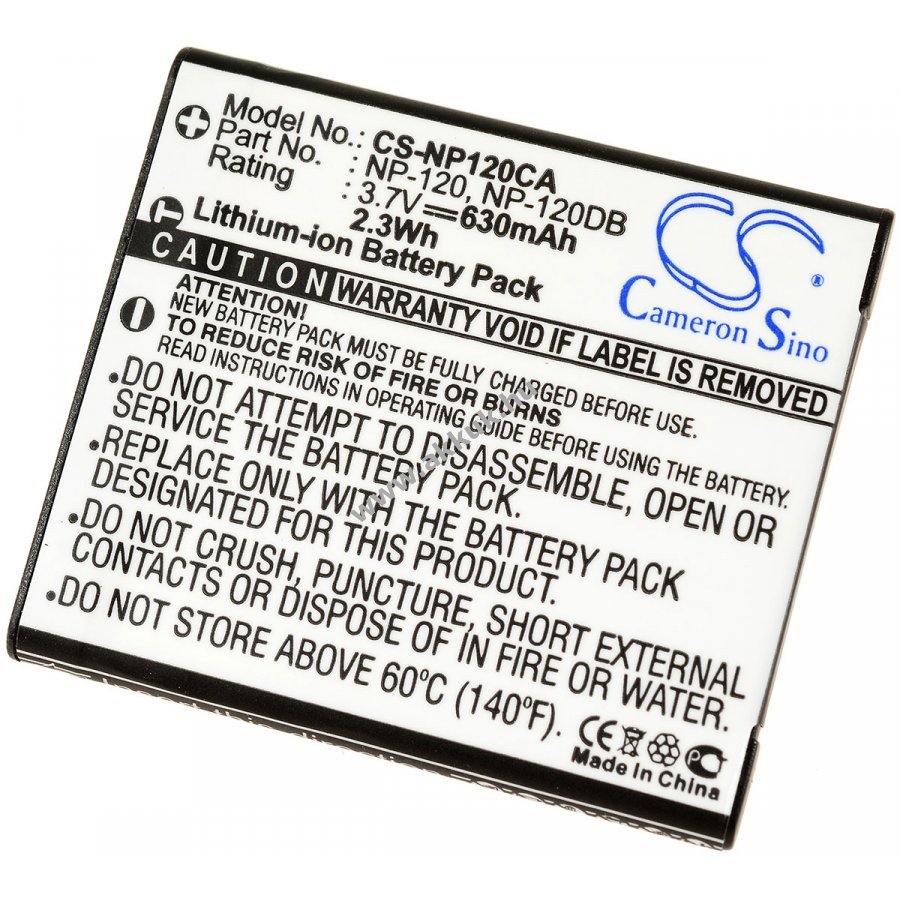 Model No.: CS-NP120CA
Part No. : NP-120, NP-120DB
Rating : 3.7V⎓630mAh
2.3Wh
Lithium-ion Battery Pack
CS
®
Cameron Sino
CAUTION WARRANTY VOID IF LABEL IS REMOVED
ATTENTION!
NEW BATTERY PACK MUST BE FULLY CHARGED BEFORE USE.
TO REDUCE RISK OF FIRE OR BURNS
READ INSTRUCTIONS IN OPERATING GUIDE BEFORE USING THE BATTERY.
•DO NOT ATTEMPT TO DISASSEMBLE, OPEN OR
SERVICE THE BATTERY PACK.
•REPLACE ONLY WITH THE BATTERY PACK
DESIGNATED FOR THIS PRODUCT.
•DO NOT CRUSH, PUNCTURE, SHORT EXTERNAL
CONTACTS OR DISPOSE OF IN FIRE OR WATER.
•DO NOT STORE ABOVE 60°C (140°F).
CE
Made in China
www.akkuk.hu